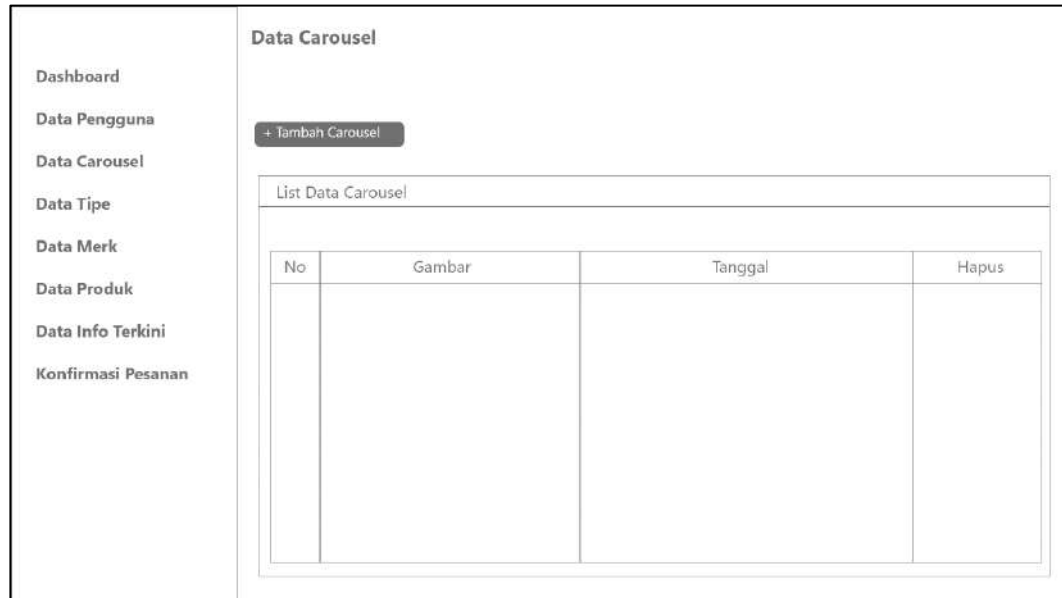 Dashboard
Data Pengguna
Data Carousel
Data Tipe
Data Merk
Data Produk
Data Info Terkini
Konfirmasi Pesanan
Data Carousel
+ Tambah Carousel
List Data Carousel
No Gambar Tanggal Hapus